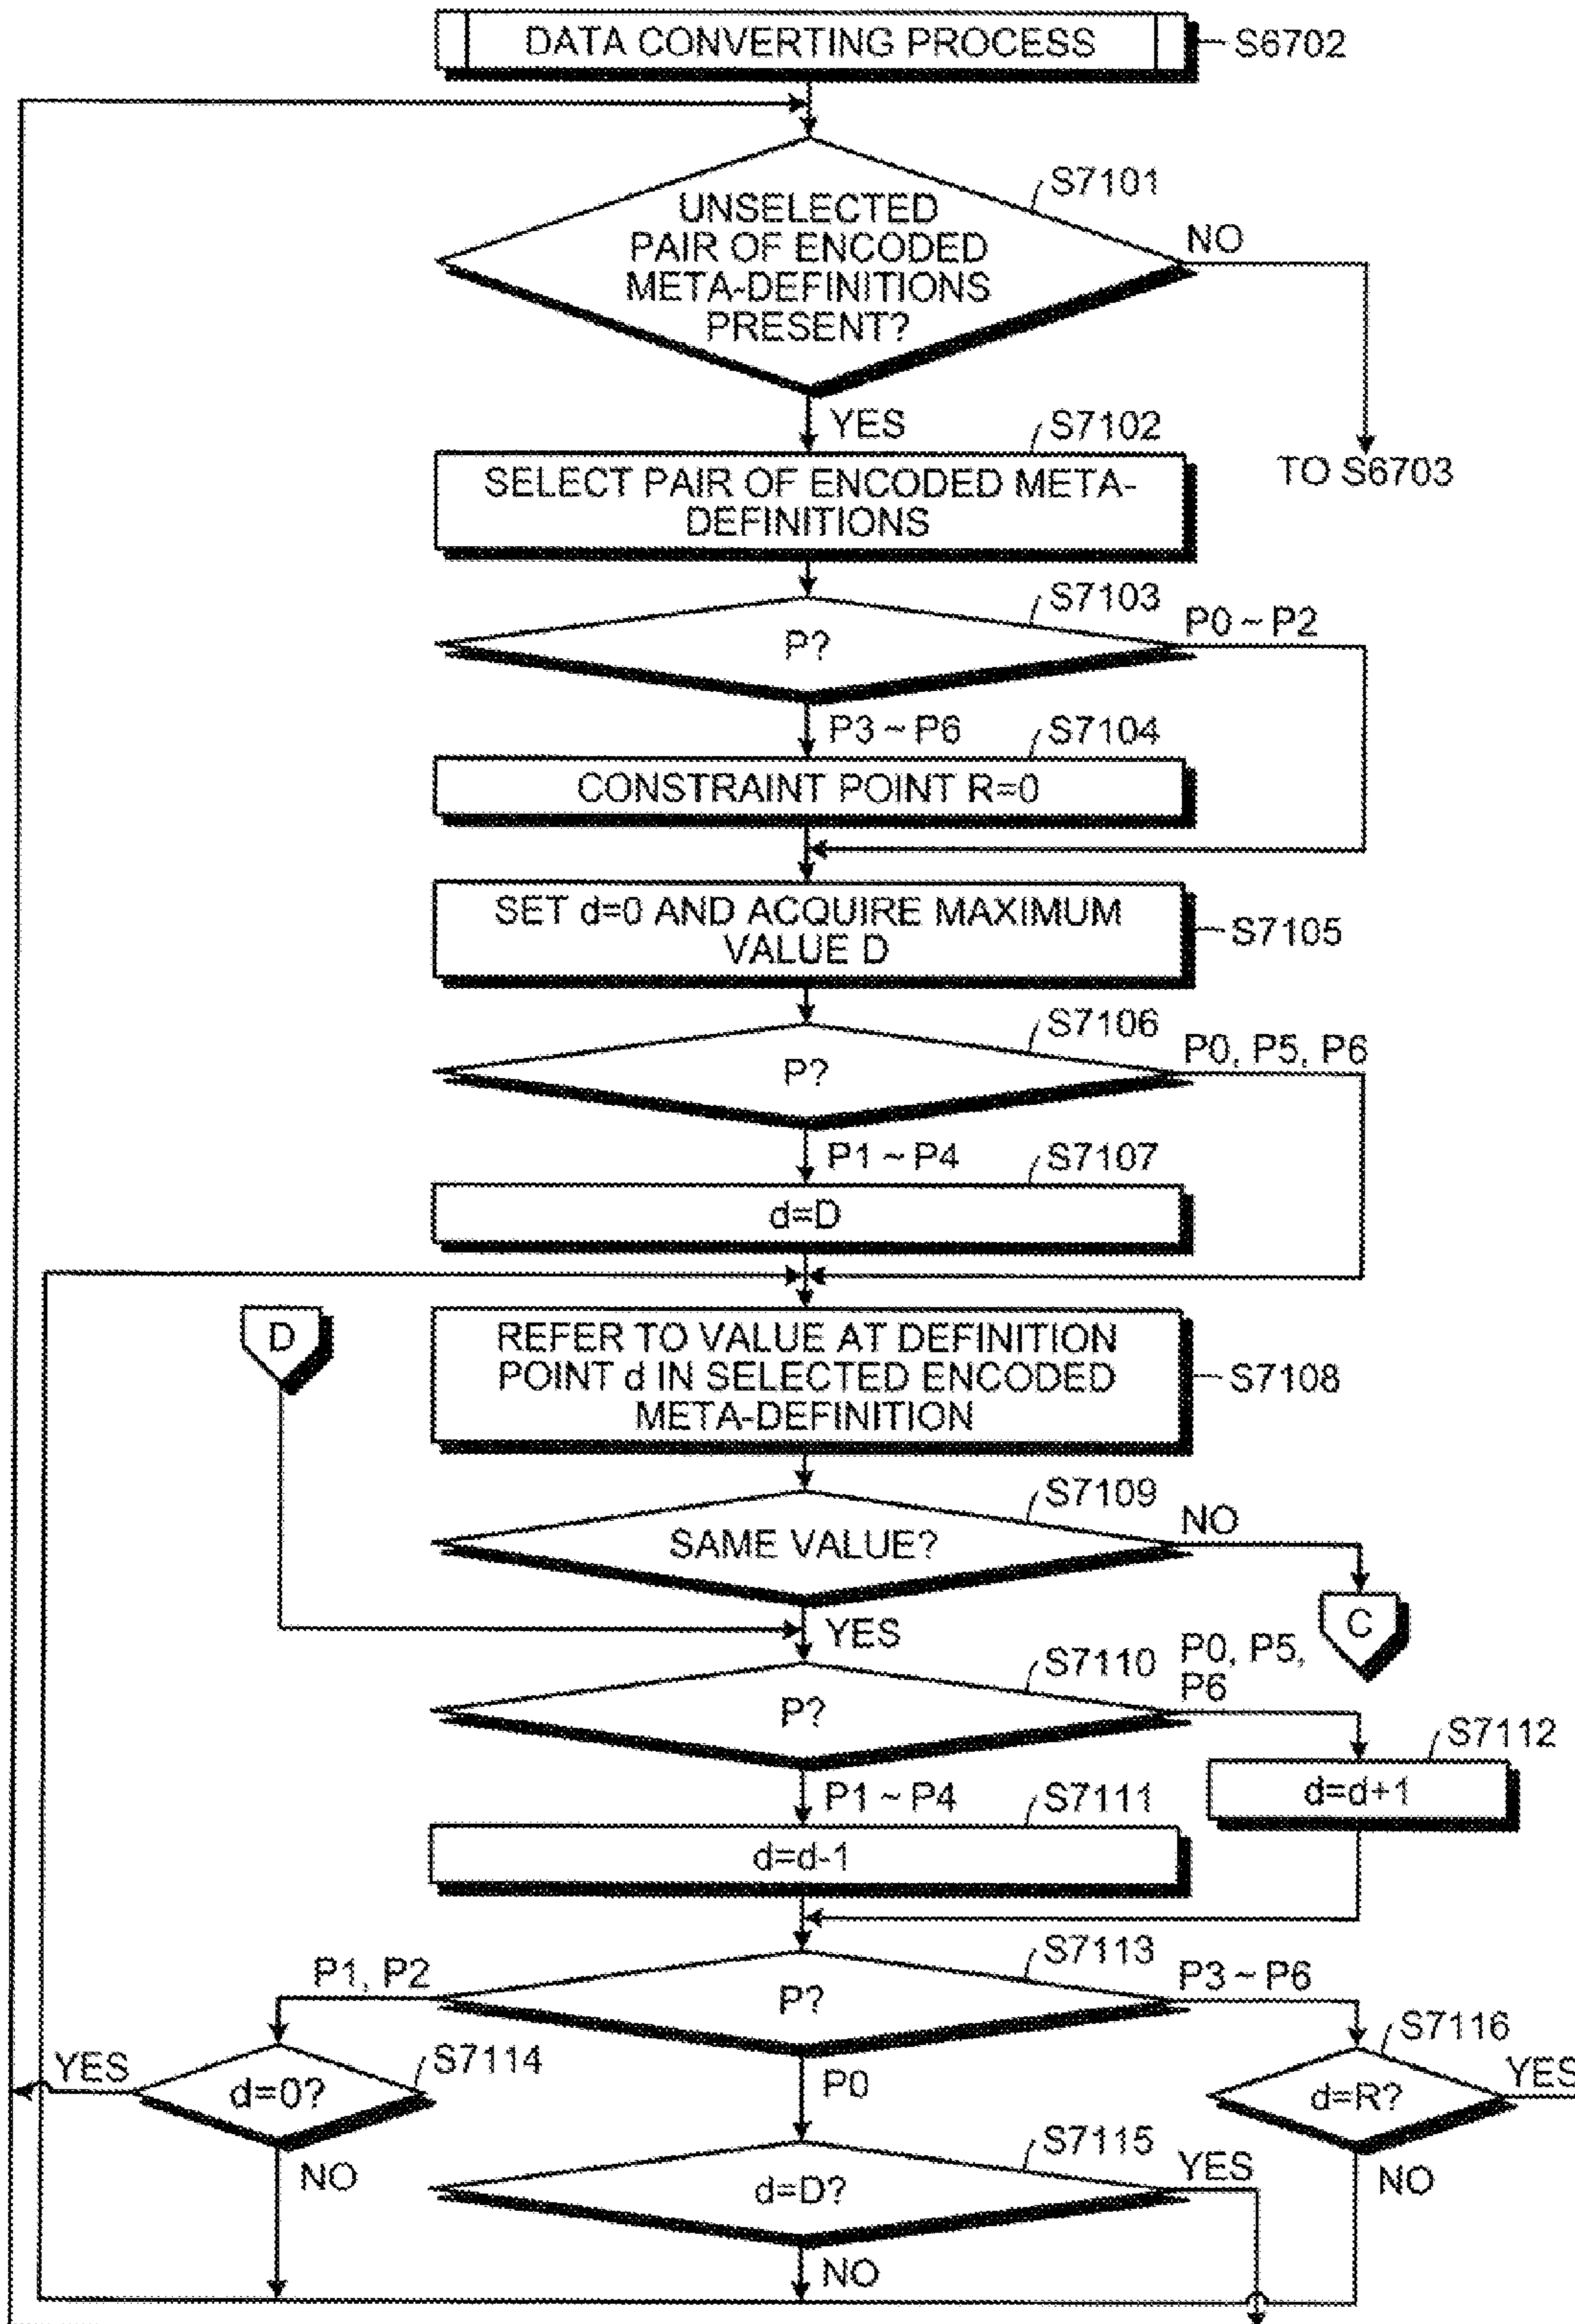 DATA CONVERTING PROCESS
S6702
S7101
UNSELECTED
PAIR OF ENCODED
META-DEFINITIONS
PRESENT?
NO
YES
S7102
TO S6703
SELECT PAIR OF ENCODED META-
DEFINITIONS
S7103
P0 ~ P2
P?
P3 ~ P6
S7104
CONSTRAINT POINT R=0
SET d=0 AND ACQUIRE MAXIMUM
VALUE D
S7105
S7106
P0, P5, P6
P?
P1 ~ P4
S7107
d=D
D
REFER TO VALUE AT DEFINITION
POINT d IN SELECTED ENCODED
META-DEFINITION
S7108
S7109
NO
SAME VALUE?
C
YES
S7110
P0, P5,
P6
P?
S7112
d=d+1
P1 ~ P4
S7111
d=d-1
S7113
P1, P2
P3 ~ P6
P?
S7116
YES
S7114
d=0?
P0
d=R?
YES
NO
S7115
YES
NO
d=D?
NO